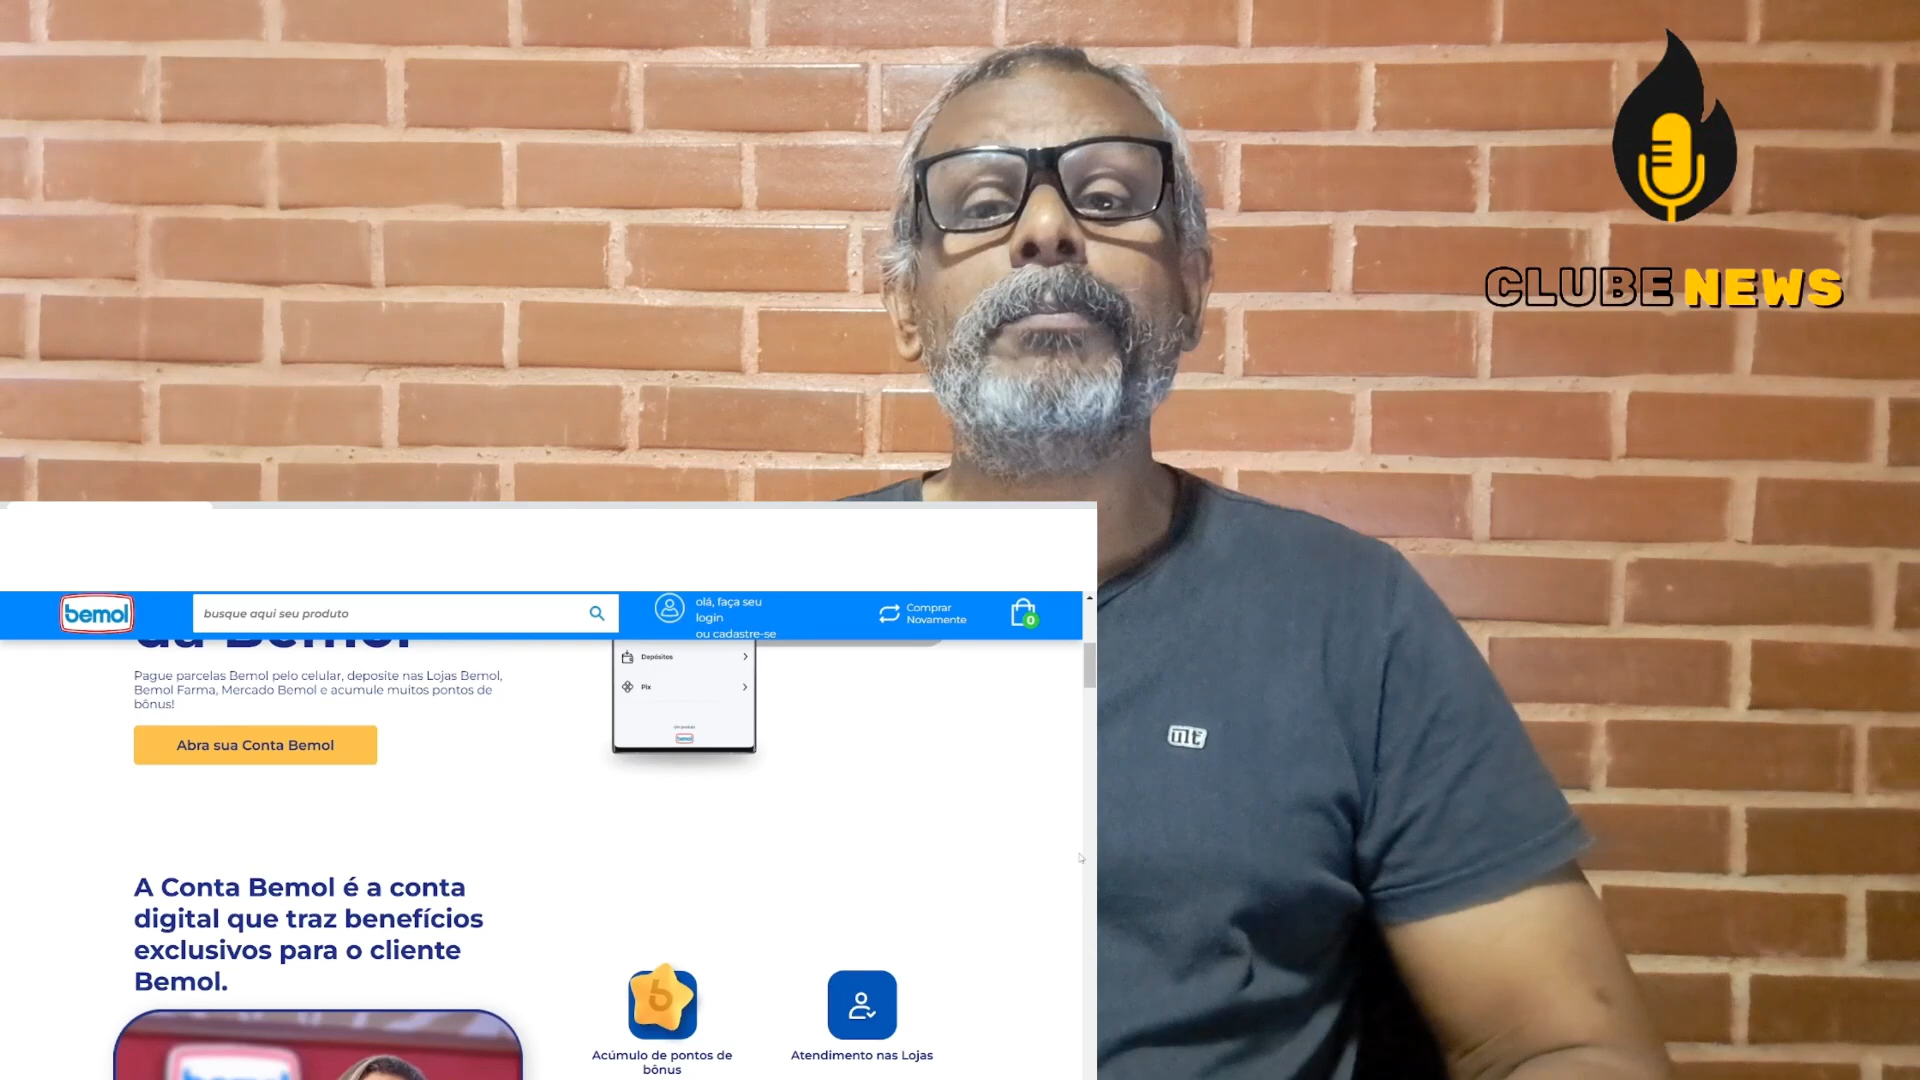 CLUBE NEWS
bemol
busque aqui seu produto
olá, faça seu
login
ou cadastre-se
Comprar
Novamente
0
da Bemol
Depósitos
Pix
bemol
Pague parcelas Bemol pelo celular, deposite nas Lojas Bemol,
Bemol Farma, Mercado Bemol e acumule muitos pontos de
bônus!
Abra sua Conta Bemol
A Conta Bemol é a conta
digital que traz benefícios
exclusivos para o cliente
Bemol.
b
Acúmulo de pontos de
bônus
Atendimento nas Lojas